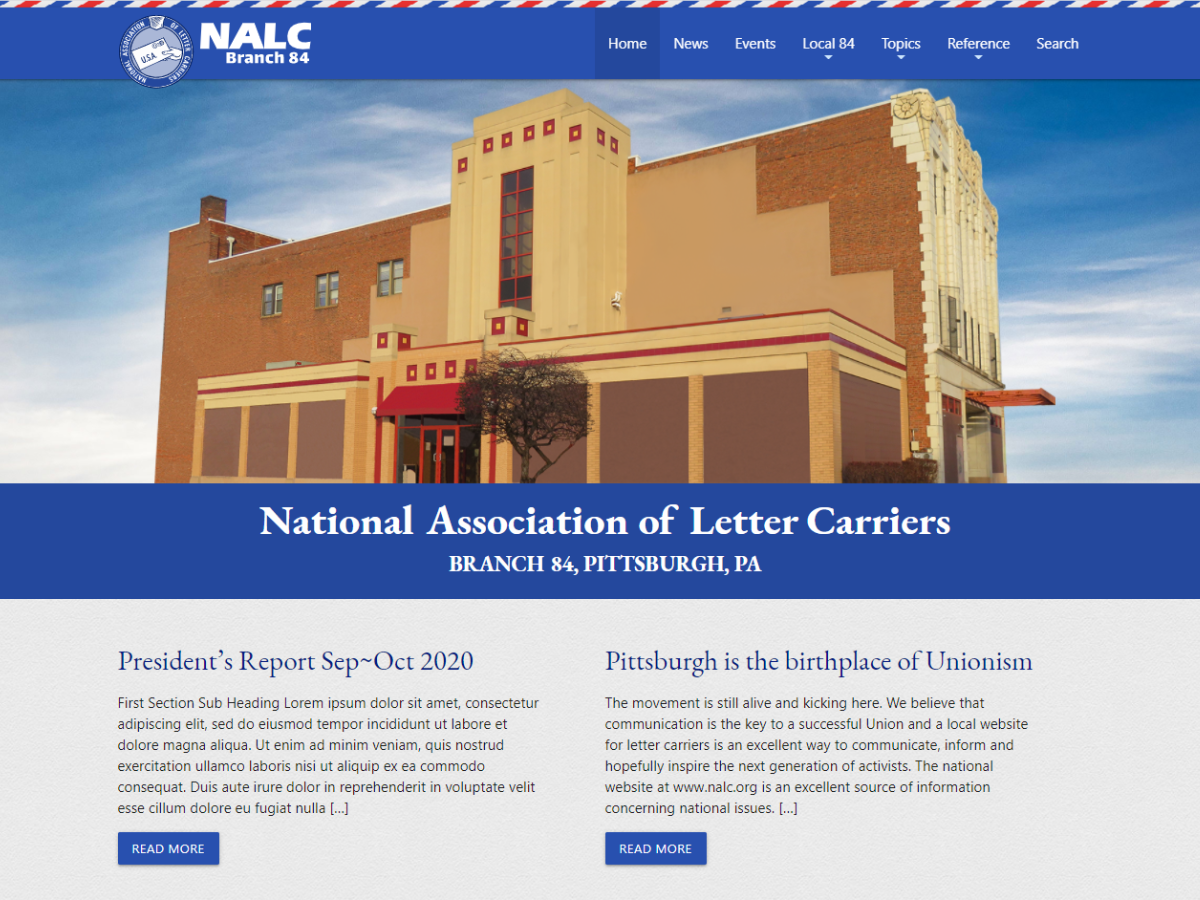 NATIONAL ASSOCIATION OF LETTER CARRIERS
U.S.A.
NALC
Branch 84
Home News Events Local 84 Topics Reference Search
National Association of Letter Carriers
BRANCH 84, PITTSBURGH, PA
President’s Report Sep~Oct 2020
First Section Sub Heading Lorem ipsum dolor sit amet, consectetur
adipiscing elit, sed do eiusmod tempor incididunt ut labore et
dolore magna aliqua. Ut enim ad minim veniam, quis nostrud
exercitation ullamco laboris nisi ut aliquip ex ea commodo
consequat. Duis aute irure dolor in reprehenderit in voluptate velit
esse cillum dolore eu fugiat nulla [...]
READ MORE
Pittsburgh is the birthplace of Unionism
The movement is still alive and kicking here. We believe that
communication is the key to a successful Union and a local website
for letter carriers is an excellent way to communicate, inform and
hopefully inspire the next generation of activists. The national
website at www.nalc.org is an excellent source of information
concerning national issues. [...]
READ MORE